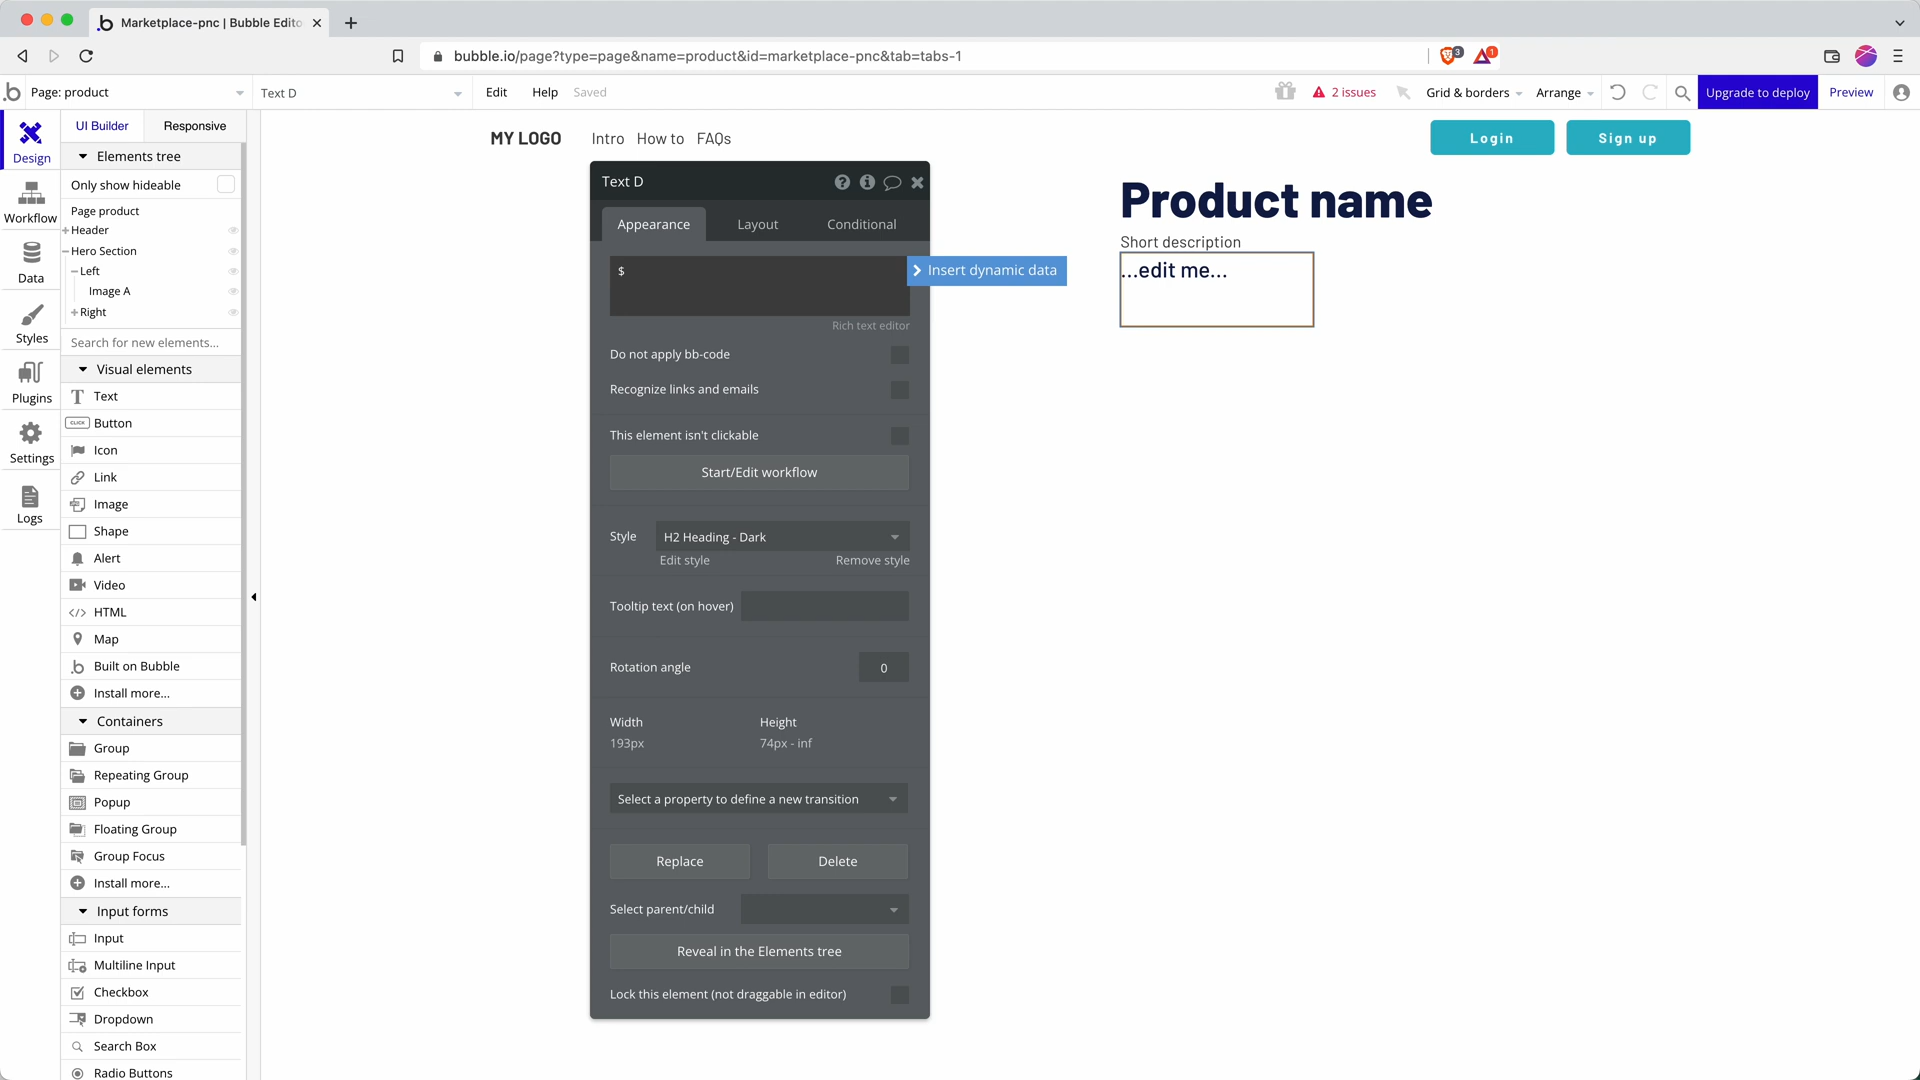 Marketplace-pnc | Bubble Edito
bubble.io/page?type=page&name=product&id=marketplace-pnc&tab=tabs-1
3
1
Page: product
Text D
Edit
Help
Saved
2 issues
Grid & borders
Arrange
Upgrade to deploy
Preview
Design
Workflow
Data
Styles
Plugins
Settings
Logs
UI Builder
Responsive
Elements tree
Only show hideable
Page product
Header
Hero Section
Left
Image A
Right
Search for new elements...
Visual elements
Text
CLICK Button
Icon
Link
Image
Shape
Alert
Video
HTML
Map
Built on Bubble
Install more...
Containers
Group
Repeating Group
Popup
Floating Group
Group Focus
Install more...
Input forms
Input
Multiline Input
Checkbox
Dropdown
Search Box
Radio Buttons
MY LOGO
Intro
How to
FAQs
Login
Sign up
Text D
Appearance
Layout
Conditional
$
Insert dynamic data
Rich text editor
Do not apply bb-code
Recognize links and emails
This element isn't clickable
Start/Edit workflow
Style
H2 Heading - Dark
Edit style
Remove style
Tooltip text (on hover)
Rotation angle
0
Width
Height
193px
74px - inf
Select a property to define a new transition
Replace
Delete
Select parent/child
Reveal in the Elements tree
Lock this element (not draggable in editor)
Product name
Short description
...edit me...